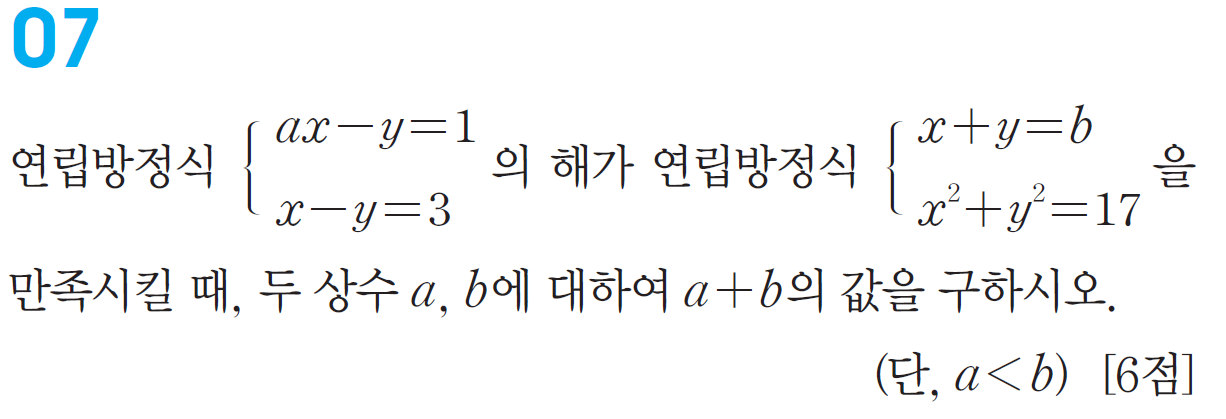 07
연립방정식 { ax-y=1 x-y=3 의 해가 연립방정식 { x+y=b x²+y²=17 을
만족시킬 때, 두 상수 a, b에 대하여 a+b의 값을 구하시오.
(단, a<b) [6점]